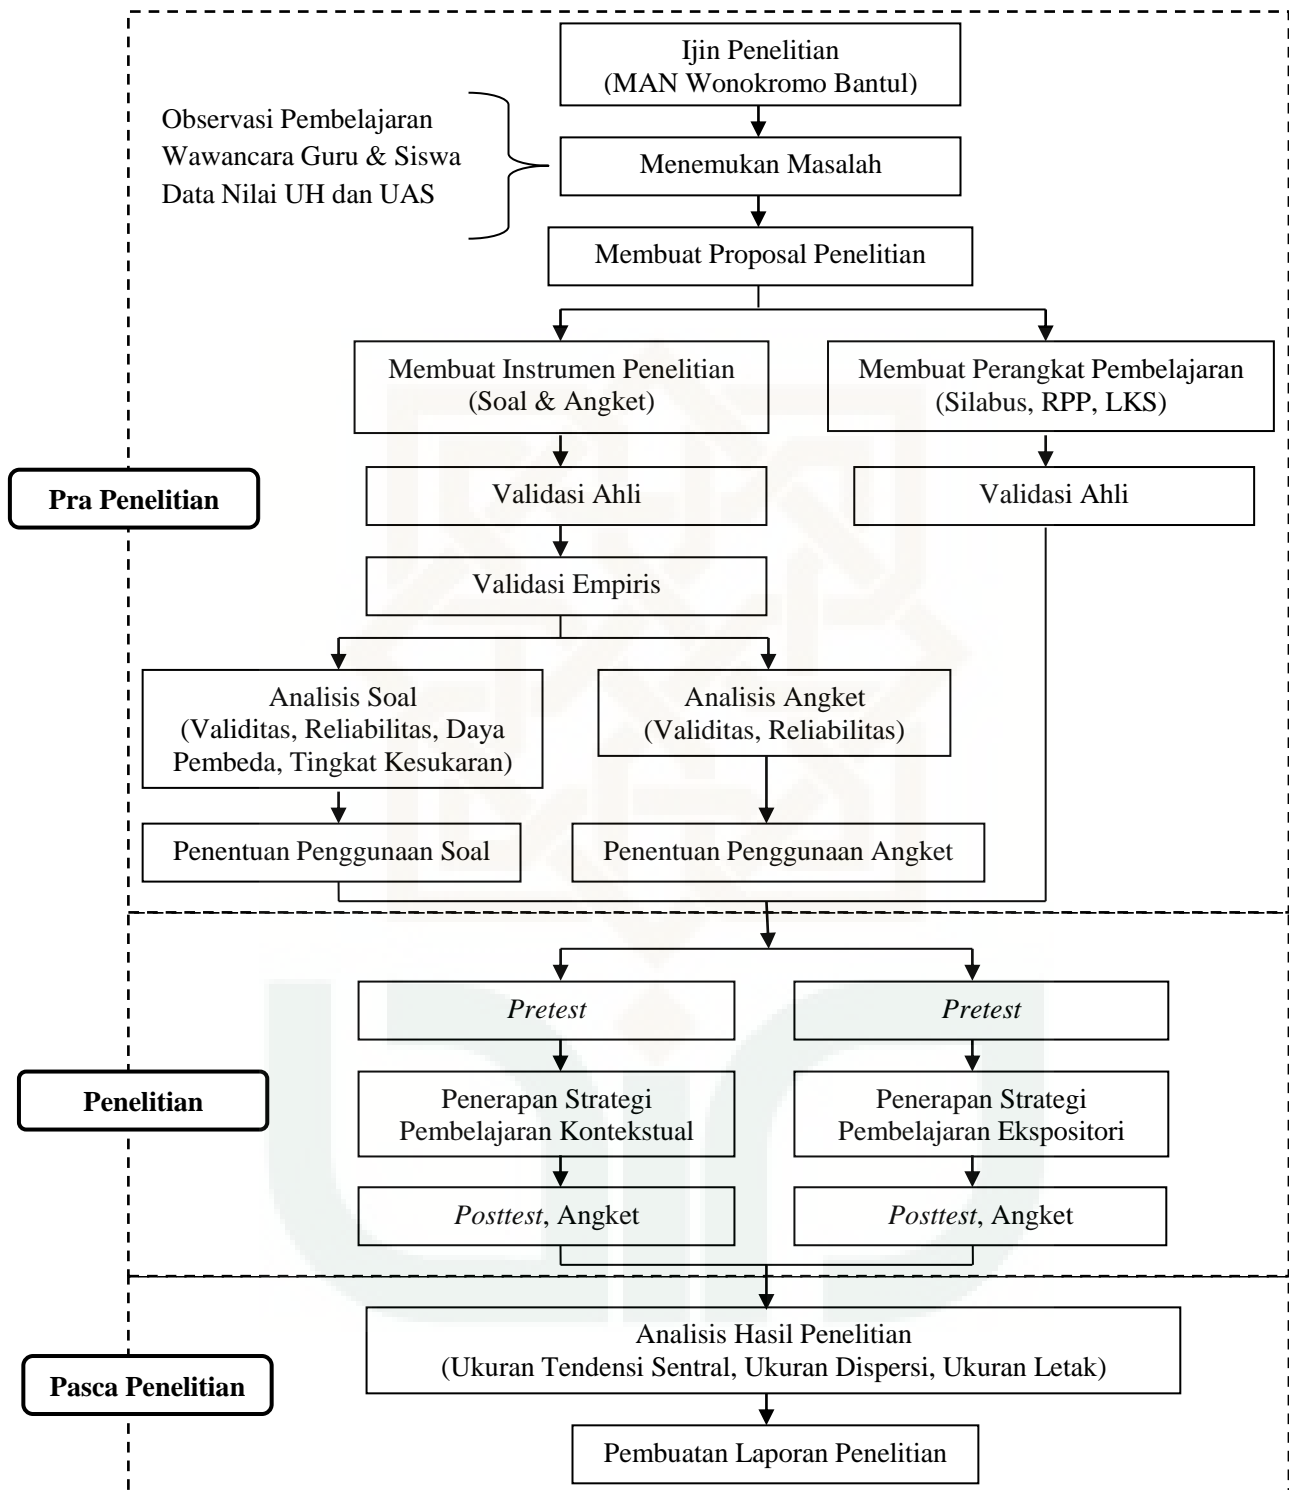 Ijin Penelitian
(MAN Wonokromo Bantul)
Observasi Pembelajaran
Wawancara Guru & Siswa
Data Nilai UH dan UAS
Menemukan Masalah
Membuat Proposal Penelitian
Membuat Instrumen Penelitian
(Soal & Angket)
Membuat Perangkat Pembelajaran
(Silabus, RPP, LKS)
Pra Penelitian
Validasi Ahli
Validasi Ahli
Validasi Empiris
Analisis Soal
(Validitas, Reliabilitas, Daya
Pembeda, Tingkat Kesukaran)
Analisis Angket
(Validitas, Reliabilitas)
Penentuan Penggunaan Soal
Penentuan Penggunaan Angket
Pretest
Pretest
Penelitian
Penerapan Strategi
Pembelajaran Kontekstual
Penerapan Strategi
Pembelajaran Ekspositori
Posttest, Angket
Posttest, Angket
Analisis Hasil Penelitian
(Ukuran Tendensi Sentral, Ukuran Dispersi, Ukuran Letak)
Pasca Penelitian
Pembuatan Laporan Penelitian